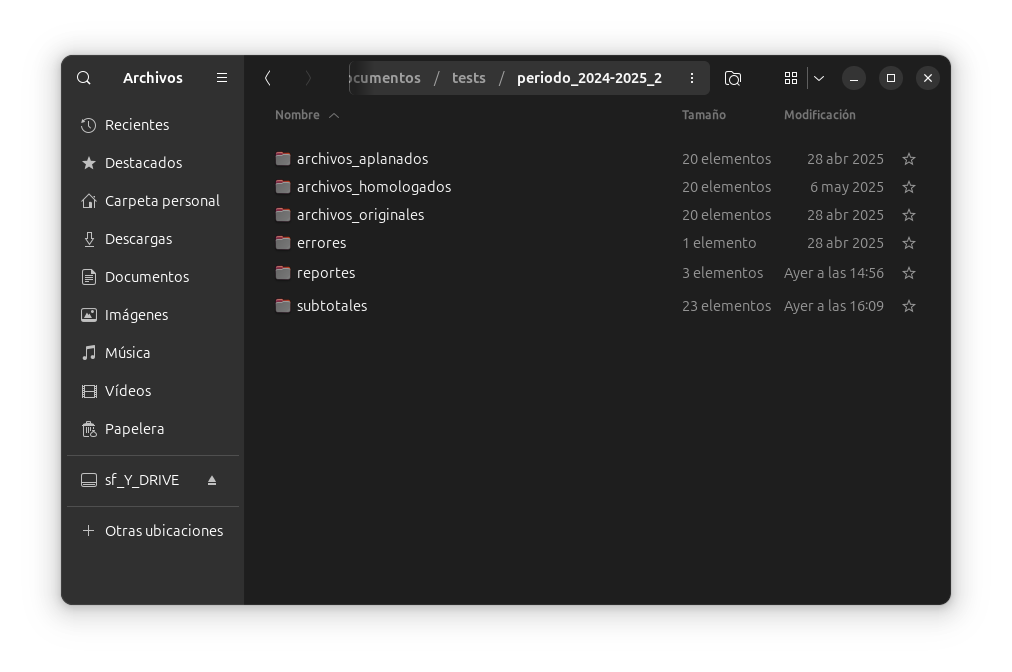 Archivos
cumentos / tests / periodo_2024-2025_2
Nombre Tamaño Modificación
Recientes
Destacados
Carpeta personal
Descargas
Documentos
Imágenes
Música
Vídeos
Papelera
sf_Y_DRIVE
Otras ubicaciones
archivos_aplanados 20 elementos 28 abr 2025
archivos_homologados 20 elementos 6 may 2025
archivos_originales 20 elementos 28 abr 2025
errores 1 elemento 28 abr 2025
reportes 3 elementos Ayer a las 14:56
subtotales 23 elementos Ayer a las 16:09